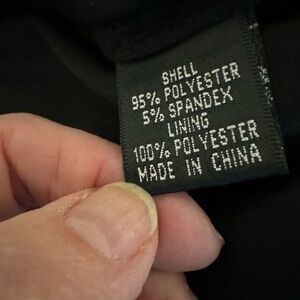 SHELL
95% POLYESTER
5% SPANDEX
LINING
100% POLYESTER
MADE IN CHINA